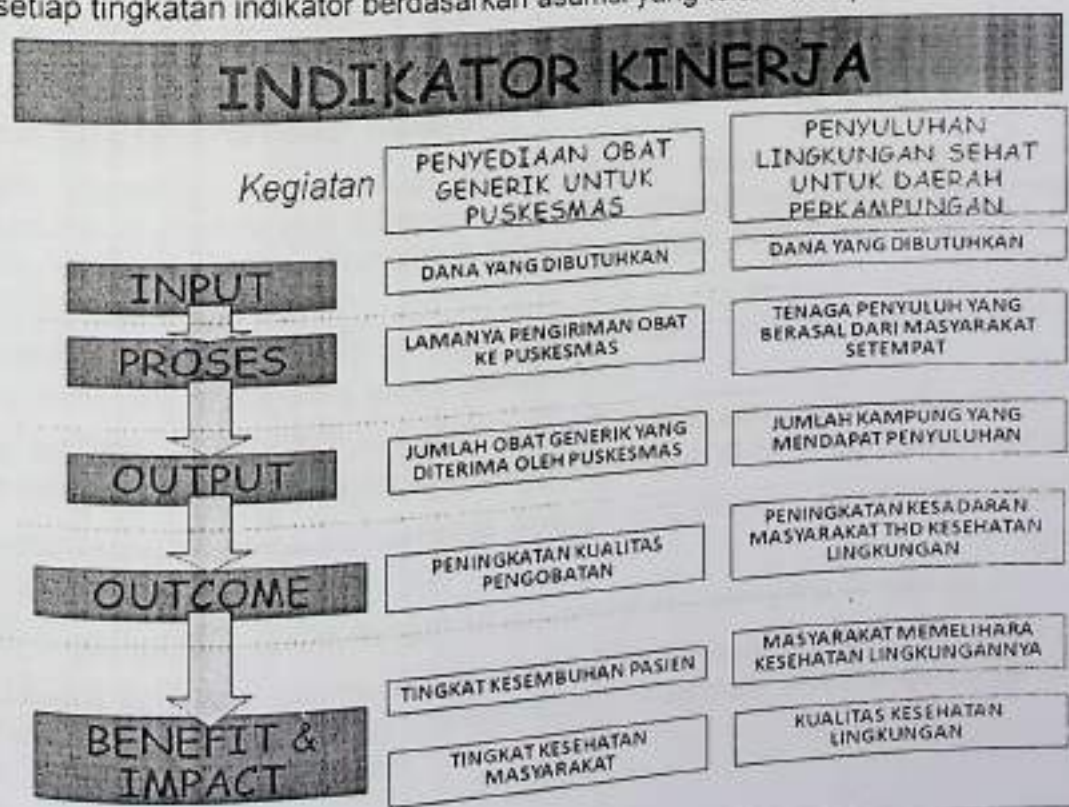 setiap tingkatan indikator berdasarkan asumsi yang
INDIKATOR KINERJA
Kegiatan
PENYEDIAAN OBAT
GENERIK UNTUK
PUSKESMAS
PENYULUHAN
LINGKUNGAN SEHAT
UNTUK DAERAH
PERKAMPUNGAN
INPUT
DANA YANG DIBUTUHKAN
DANA YANG DIBUTUHKAN
PROSES
LAMANYA PENGIRIMAN OBAT
KE PUSKESMAS
TENAGA PENYULUH YANG
BERASAL DARI MASYARAKAT
SETEMPAT
OUTPUT
JUMLAH OBAT GENERIK YANG
DITERIMA OLEH PUSKESMAS
JUMLAH KAMPUNG YANG
MENDAPAT PENYULUHAN
OUTCOME
PENINGKATAN KUALITAS
PENGOBATAN
PENINGKATAN KESADARAN
MASYARAKAT THD KESEHATAN
LINGKUNGAN
BENEFIT &
IMPACT
TINGKAT KESEMBUHAN PASIEN
MASYARAKAT MEMELIHARA
KESEHATAN LINGKUNGANNYA
TINGKAT KESEHATAN
MASYARAKAT
KUALITAS KESEHATAN
LINGKUNGAN